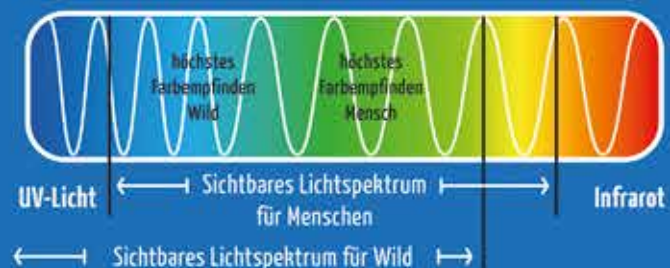 höchstes
Farbempfinden
Wild
höchstes
Farbempfinden
Mensch
UV-Licht
Sichtbares Lichtspektrum
für Menschen
Infrarot
Sichtbares Lichtspektrum für Wild